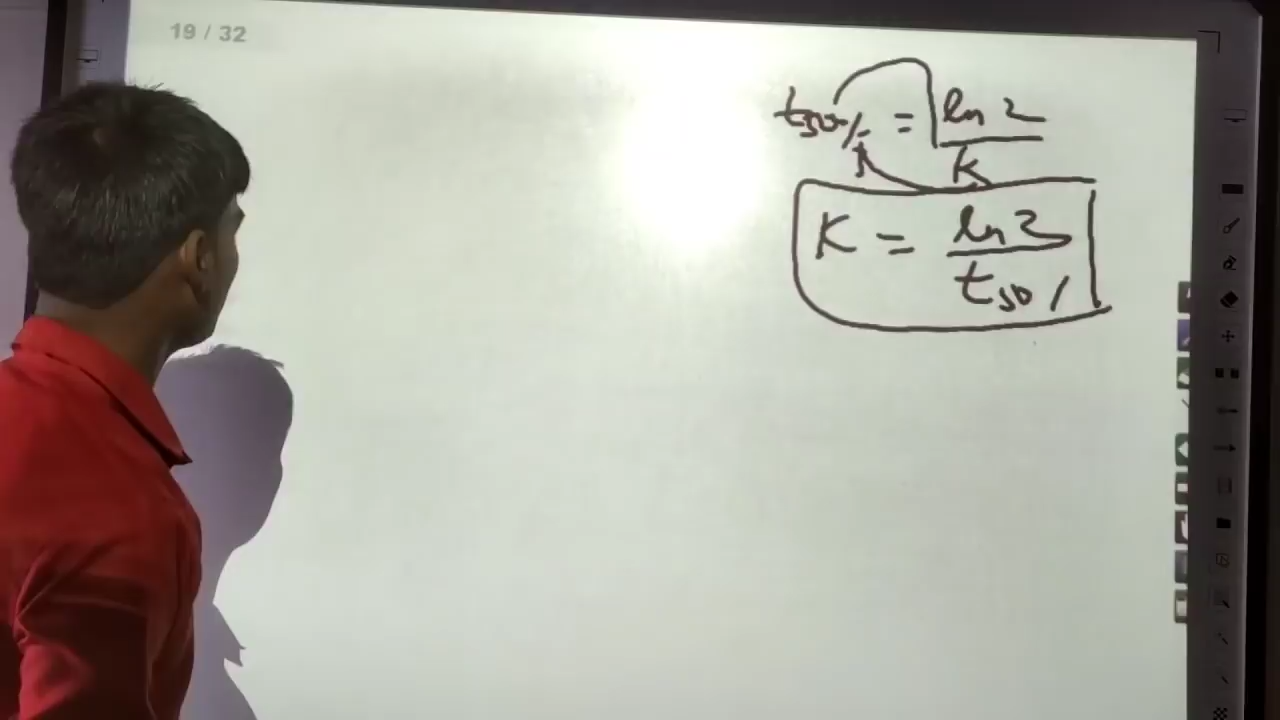 19 / 32
t50% = ln 2 / K
K = ln 2 / t50%